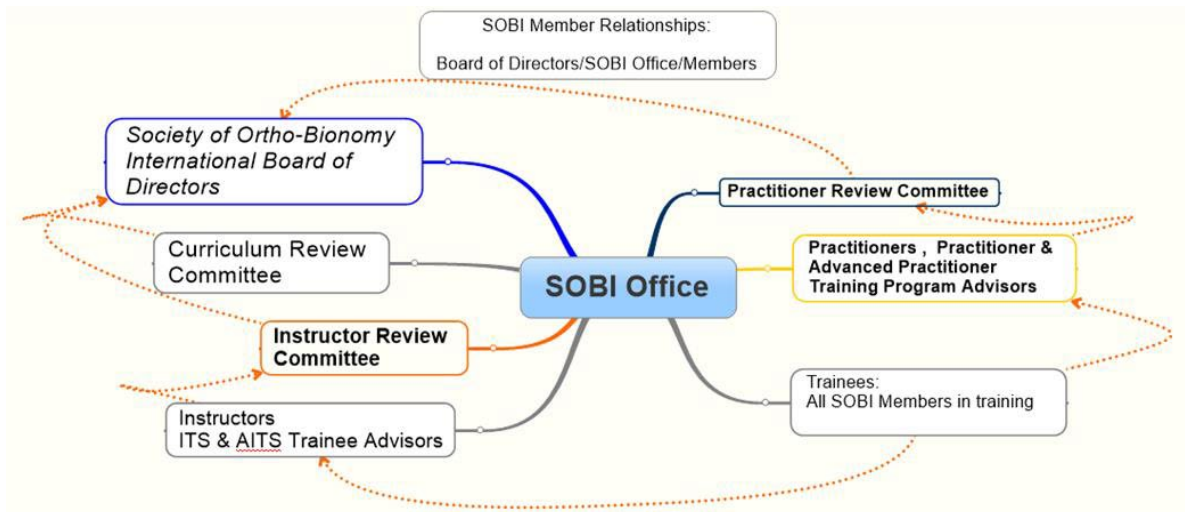 SOBI Member Relationships:
Board of Directors/SOBI Office/Members
Society of Ortho-Bionomy
International Board of
Directors
Curriculum Review
Committee
Instructor Review
Committee
Instructors
ITS & AITS Trainee Advisors
SOBI Office
Practitioner Review Committee
Practitioners , Practitioner &
Advanced Practitioner
Training Program Advisors
Trainees:
All SOBI Members in training